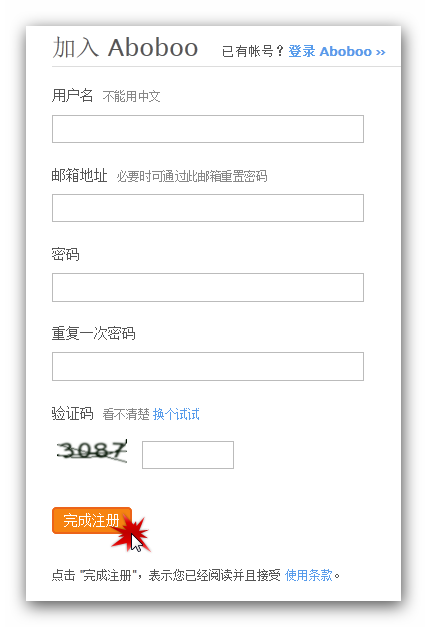 加入 Aboboo 已有帐号？登录 Aboboo ››
用户名 不能用中文
邮箱地址 必要时可通过此邮箱重置密码
密码
重复一次密码
验证码 看不清楚 换个试试
3087
完成注册
点击 "完成注册"，表示您已经阅读并且接受 使用条款。